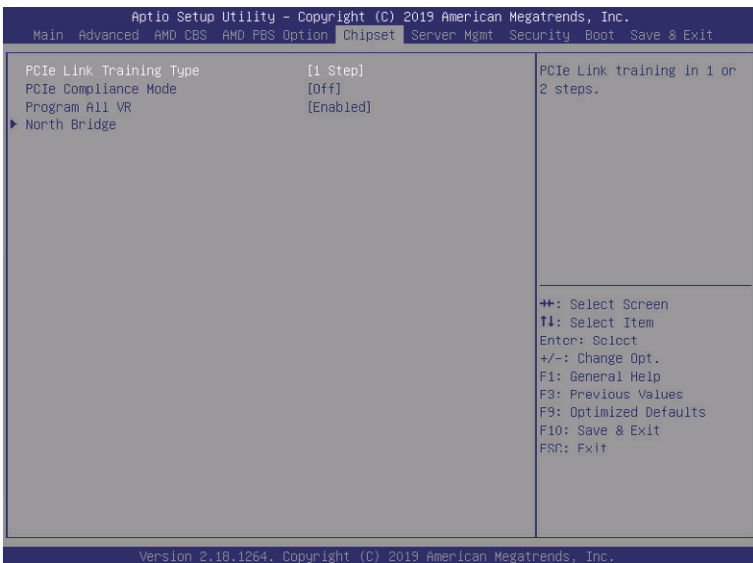 Aptio Setup Utility – Copyright (C) 2019 American Megatrends, Inc.
Main Advanced AMD CBS AMD PBS Option Chipset Server Mgmt Security Boot Save & Exit
PCIe Link Training Type [1 Step]
PCIe Compliance Mode [Off]
Program All VR [Enabled]
▶ North Bridge
PCIe Link training in 1 or
2 steps.
→←: Select Screen
↑↓: Select Item
Enter: Select
+/-: Change Opt.
F1: General Help
F3: Previous Values
F9: Optimized Defaults
F10: Save & Exit
ESC: Exit
Version 2.18.1264. Copyright (C) 2019 American Megatrends, Inc.